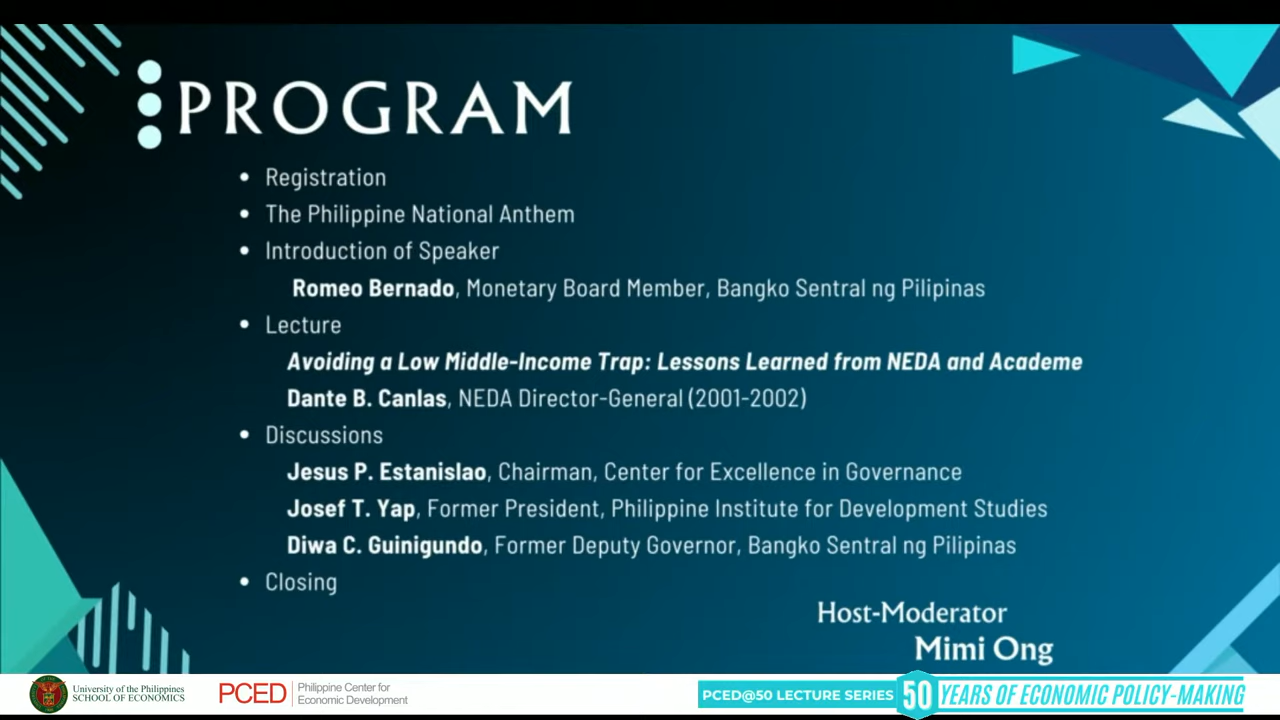 PROGRAM
• Registration
• The Philippine National Anthem
• Introduction of Speaker
Romeo Bernado, Monetary Board Member, Bangko Sentral ng Pilipinas
• Lecture
Avoiding a Low Middle-Income Trap: Lessons Learned from NEDA and Academe
Dante B. Canlas, NEDA Director-General (2001-2002)
• Discussions
Jesus P. Estanislao, Chairman, Center for Excellence in Governance
Josef T. Yap, Former President, Philippine Institute for Development Studies
Diwa C. Guinigundo, Former Deputy Governor, Bangko Sentral ng Pilipinas
• Closing
Host-Moderator
Mimi Ong
University of the Philippines
SCHOOL OF ECONOMICS
PCED
Philippine Center for
Economic Development
PCED@50 LECTURE SERIES
50 YEARS OF ECONOMIC POLICY-MAKING